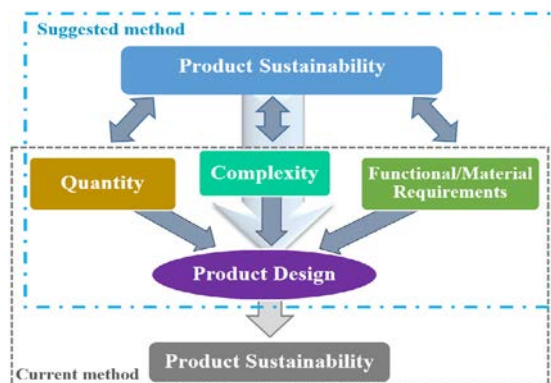 Suggested method
Product Sustainability
Quantity
Complexity
Functional/Material
Requirements
Product Design
Product Sustainability
Current method